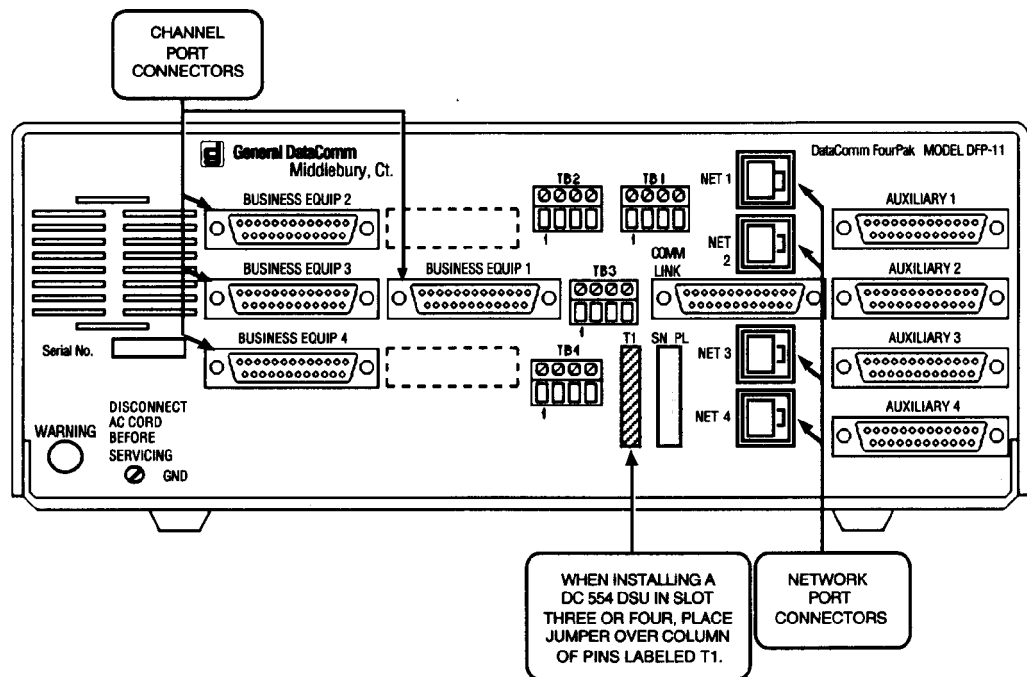 CHANNEL
PORT
CONNECTORS
General DataComm
Middlebury, Ct.
DataComm FourPak MODEL DFP-11
BUSINESS EQUIP 2
TB2
TB1
NET 1
AUXILIARY 1
1
1
NET
2
COMM
LINK
BUSINESS EQUIP 3
BUSINESS EQUIP 1
TB3
AUXILIARY 2
1
Serial No.
BUSINESS EQUIP 4
TB4
T1
SN PL
NET 3
AUXILIARY 3
1
NET 4
AUXILIARY 4
WARNING
DISCONNECT
AC CORD
BEFORE
SERVICING
GND
WHEN INSTALLING A
DC 554 DSU IN SLOT
THREE OR FOUR, PLACE
JUMPER OVER COLUMN
OF PINS LABELED T1.
NETWORK
PORT
CONNECTORS